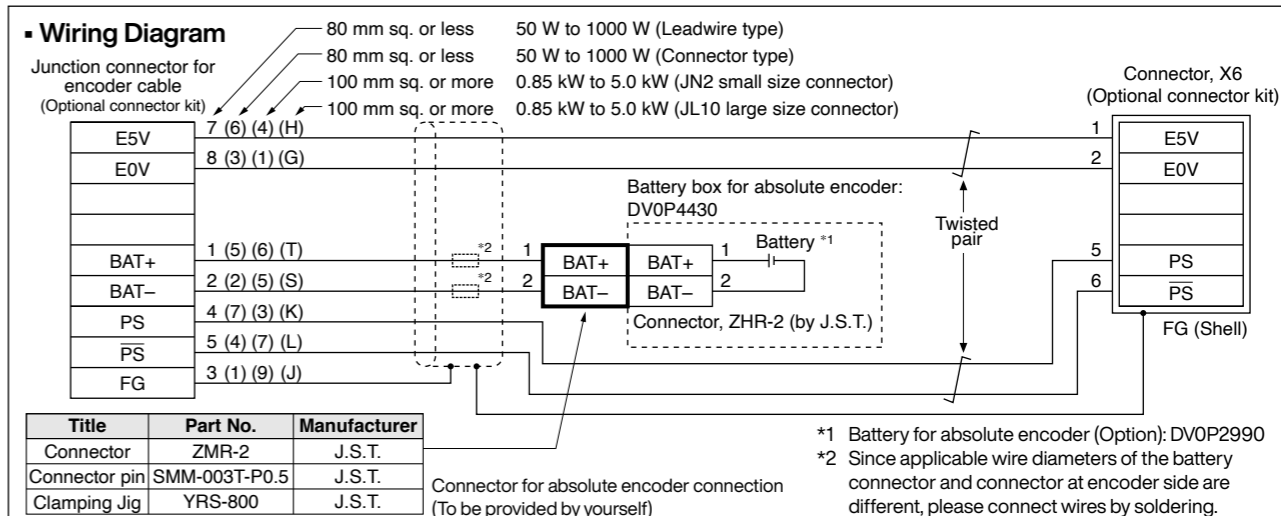 ▪ Wiring Diagram
80 mm sq. or less 50 W to 1000 W (Leadwire type)
80 mm sq. or less 50 W to 1000 W (Connector type)
100 mm sq. or more 0.85 kW to 5.0 kW (JN2 small size connector)
100 mm sq. or more 0.85 kW to 5.0 kW (JL10 large size connector)
Junction connector for
encoder cable
(Optional connector kit)
Connector, X6
(Optional connector kit)
E5V 7 (6) (4) (H) 1 E5V
E0V 8 (3) (1) (G) 2 E0V
Battery box for absolute encoder:
DV0P4430
Twisted
pair
BAT+ 1 (5) (6) (T) *2 1 BAT+ BAT+ 1 Battery *1 5 PS
BAT– 2 (2) (5) (S) *2 2 BAT– BAT– 2 6 PS
Connector, ZHR-2 (by J.S.T.)
PS 4 (7) (3) (K)
FG (Shell)
PS 5 (4) (7) (L)
FG 3 (1) (9) (J)
Title Part No. Manufacturer
Connector ZMR-2 J.S.T.
Connector pin SMM-003T-P0.5 J.S.T.
Clamping Jig YRS-800 J.S.T.
Connector for absolute encoder connection
(To be provided by yourself)
*1 Battery for absolute encoder (Option): DV0P2990
*2 Since applicable wire diameters of the battery
connector and connector at encoder side are
different, please connect wires by soldering.